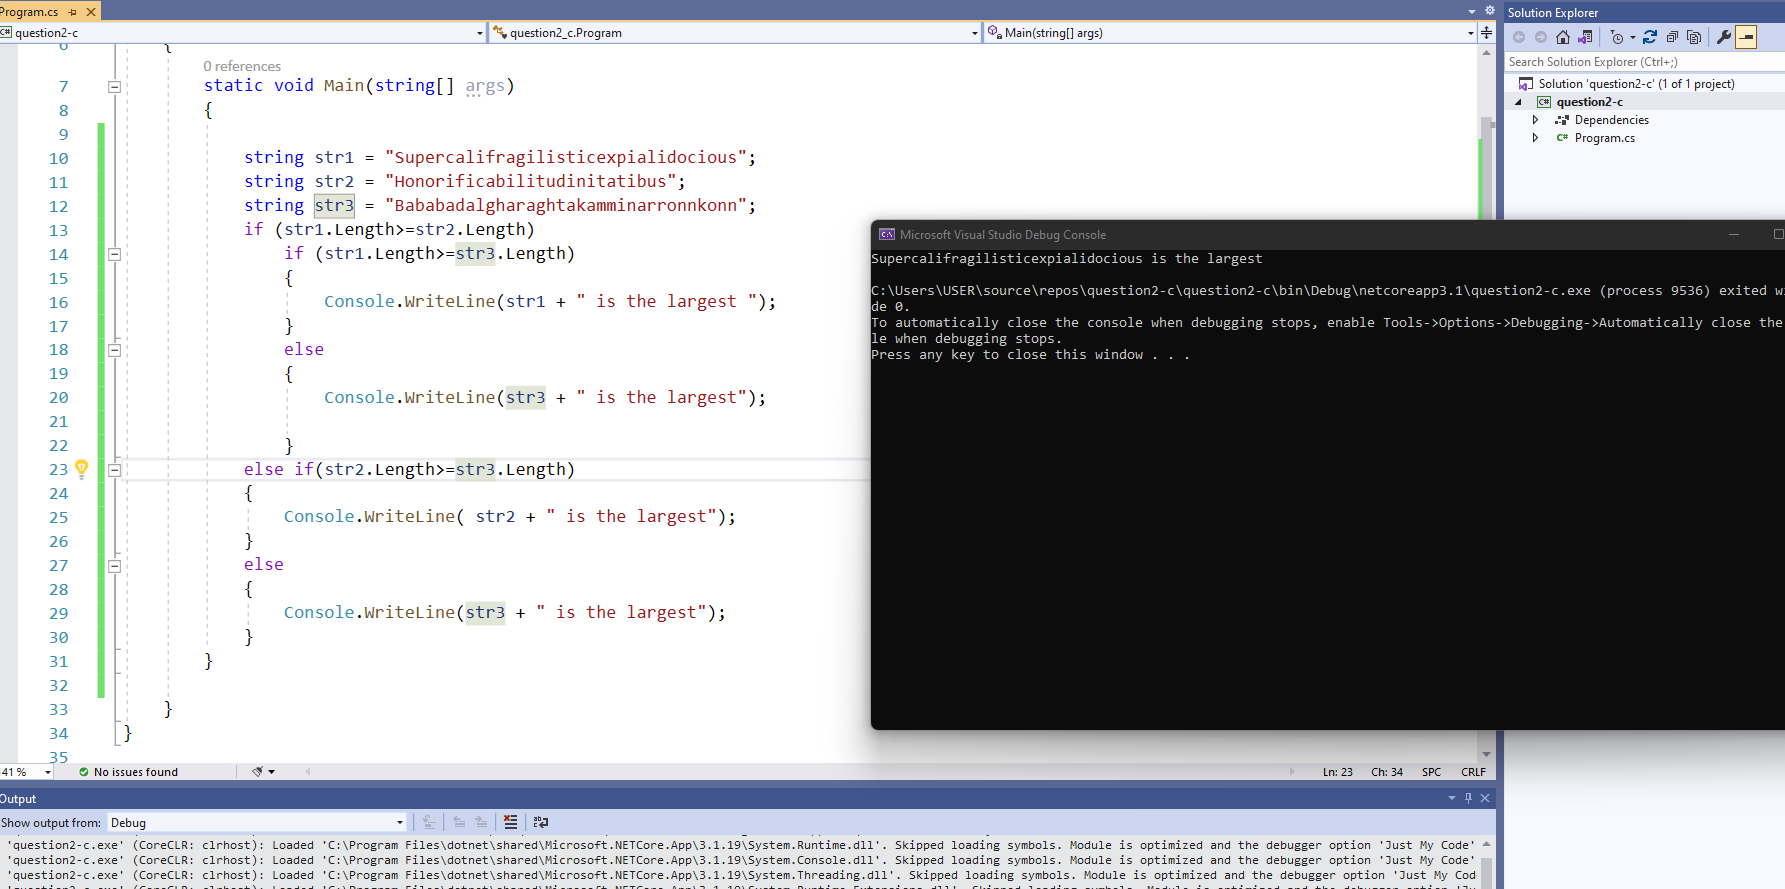 Program.cs
question2-c
question2_c.Program
Main(string[] args)
6 {
0 references
7 static void Main(string[] args)
8 {
9
10 string str1 = "Supercalifragilisticexpialidocious";
11 string str2 = "Honorificabilitudinitatibus";
12 string str3 = "Bababadalgharaghtakamminarronnkonn";
13 if (str1.Length>=str2.Length)
14 if (str1.Length>=str3.Length)
15 {
16 Console.WriteLine(str1 + " is the largest ");
17 }
18 else
19 {
20 Console.WriteLine(str3 + " is the largest");
21
22 }
23 else if(str2.Length>=str3.Length)
24 {
25 Console.WriteLine( str2 + " is the largest");
26 }
27 else
28 {
29 Console.WriteLine(str3 + " is the largest");
30 }
31 }
32
33 }
34 }
35
41 %
No issues found
Ln: 23 Ch: 34 SPC CRLF
Microsoft Visual Studio Debug Console
Supercalifragilisticexpialidocious is the largest
C:\Users\USER\source\repos\question2-c\question2-c\bin\Debug\netcoreapp3.1\question2-c.exe (process 9536) exited wi
de 0.
To automatically close the console when debugging stops, enable Tools->Options->Debugging->Automatically close the
le when debugging stops.
Press any key to close this window . . .
Solution Explorer
Search Solution Explorer (Ctrl+;)
Solution 'question2-c' (1 of 1 project)
question2-c
Dependencies
Program.cs
Output
Show output from: Debug
'question2-c.exe' (CoreCLR: clrhost): Loaded 'C:\Program Files\dotnet\shared\Microsoft.NETCore.App\3.1.19\System.Runtime.dll'. Skipped loading symbols. Module is optimized and the debugger option 'Just My Code'
'question2-c.exe' (CoreCLR: clrhost): Loaded 'C:\Program Files\dotnet\shared\Microsoft.NETCore.App\3.1.19\System.Console.dll'. Skipped loading symbols. Module is optimized and the debugger option 'Just My Code'
'question2-c.exe' (CoreCLR: clrhost): Loaded 'C:\Program Files\dotnet\shared\Microsoft.NETCore.App\3.1.19\System.Threading.dll'. Skipped loading symbols. Module is optimized and the debugger option 'Just My Cod